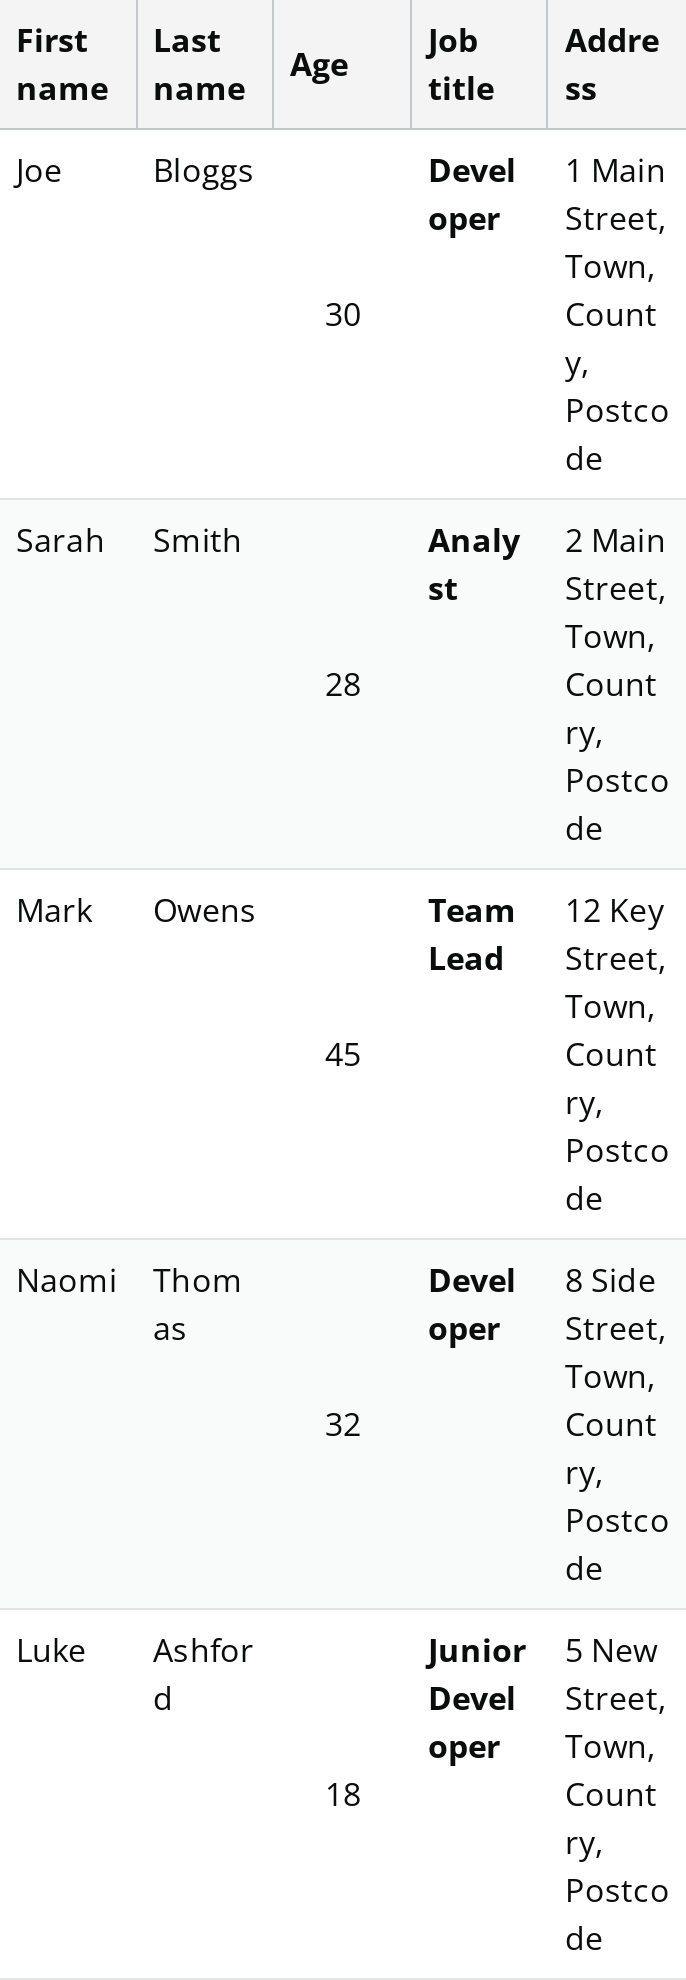 First name
Last name
Age
Job title
Address
Joe
Bloggs
30
Developer
1 Main
Street,
Town,
County,
Postcode
Sarah
Smith
28
Analyst
2 Main
Street,
Town,
Country,
Postcode
Mark
Owens
45
Team
Lead
12 Key
Street,
Town,
Country,
Postcode
Naomi
Thomas
32
Developer
8 Side
Street,
Town,
Country,
Postcode
Luke
Ashford
18
Junior
Developer
5 New
Street,
Town,
Country,
Postcode